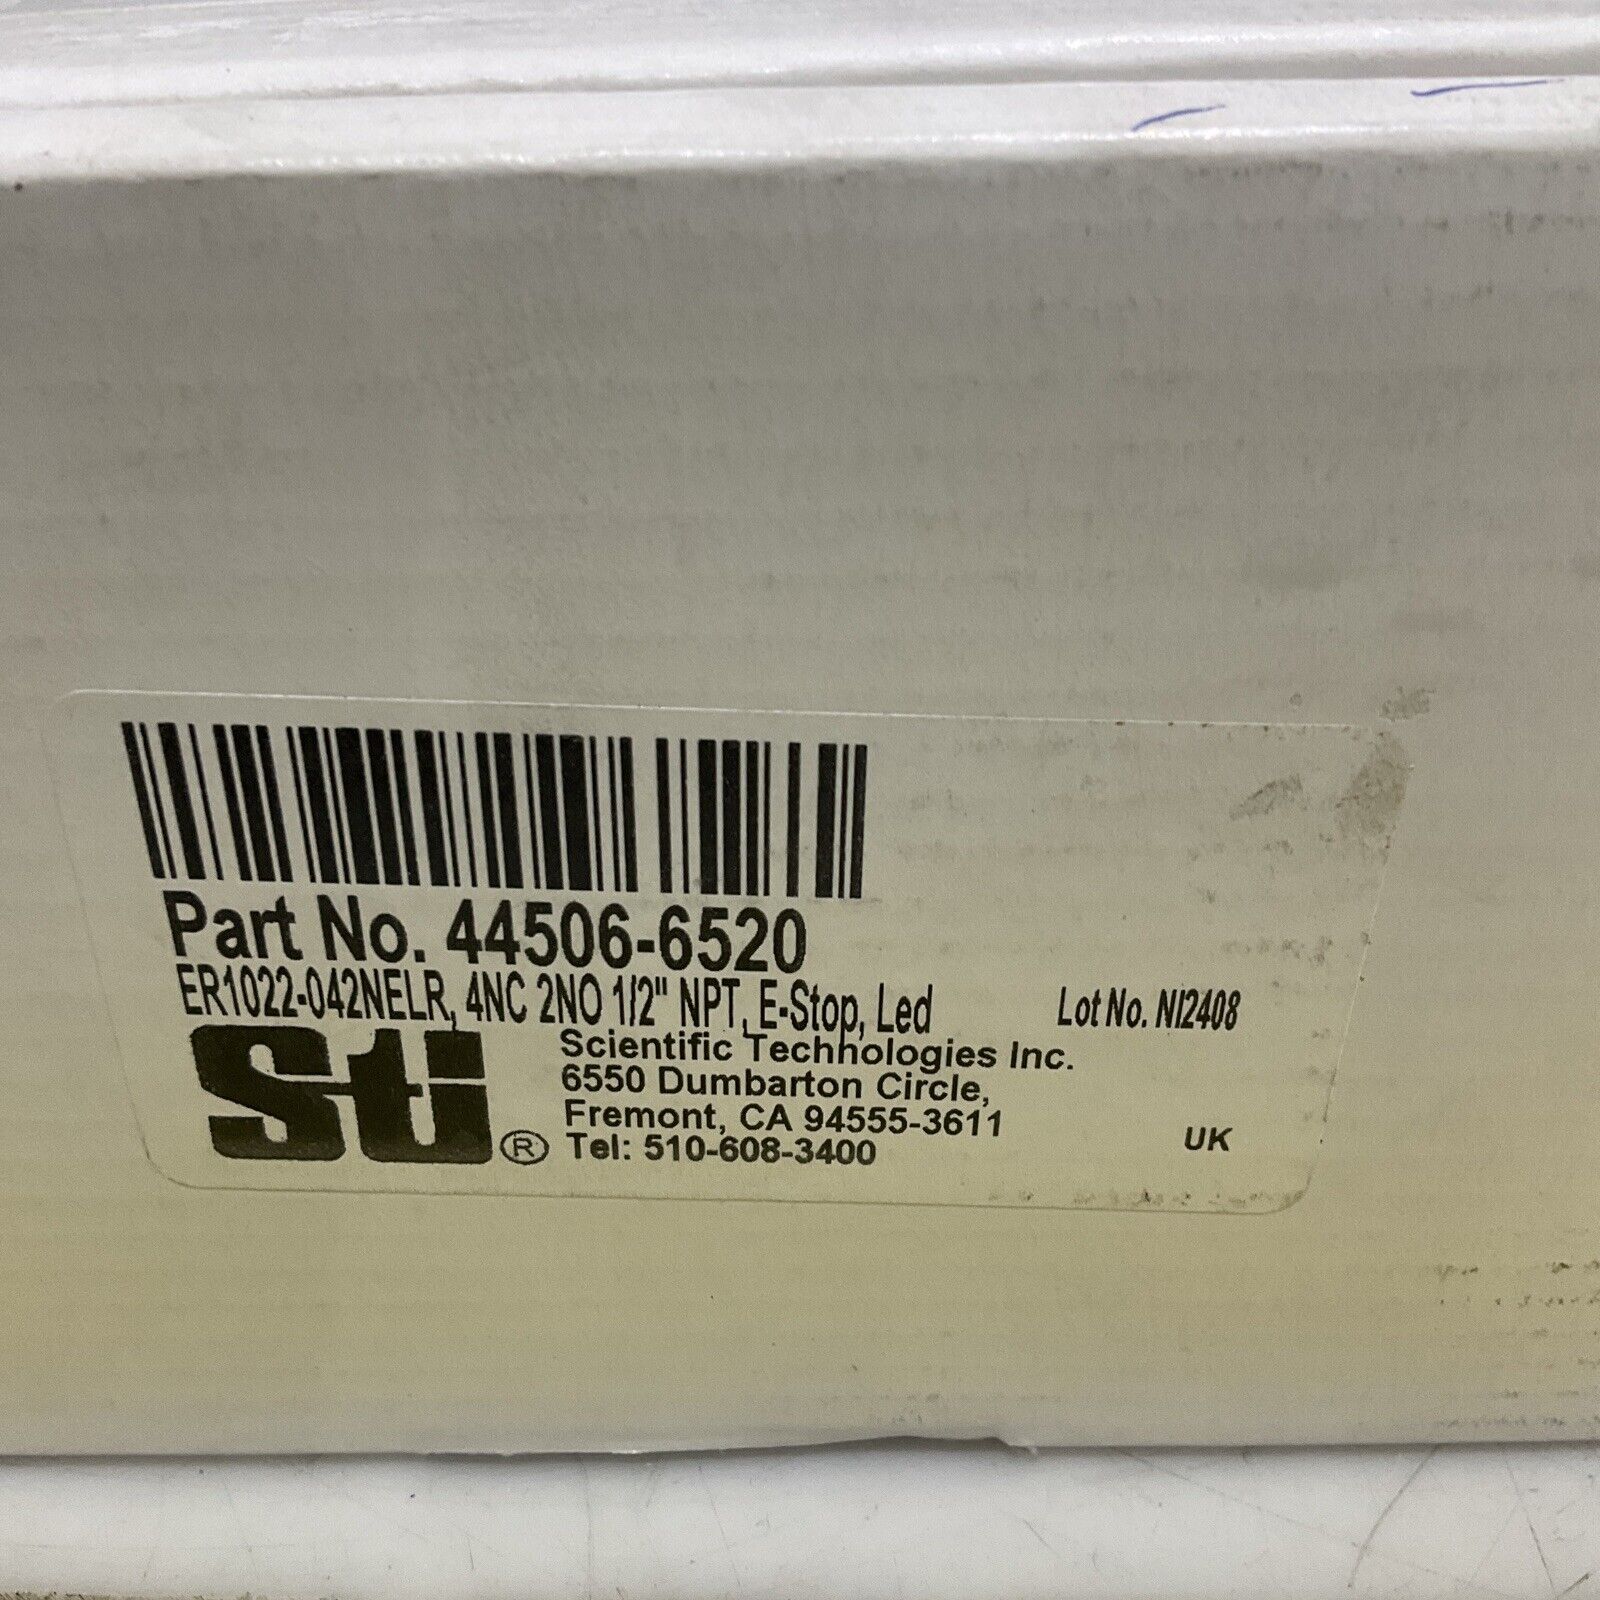 Part No. 44506-6520
ER1022-042NELR, 4NC 2NO 1/2" NPT, E-Stop, Led
Lot No. NI2408
Sti ®
Scientific Technologies Inc.
6550 Dumbarton Circle,
Fremont, CA 94555-3611
Tel: 510-608-3400
UK